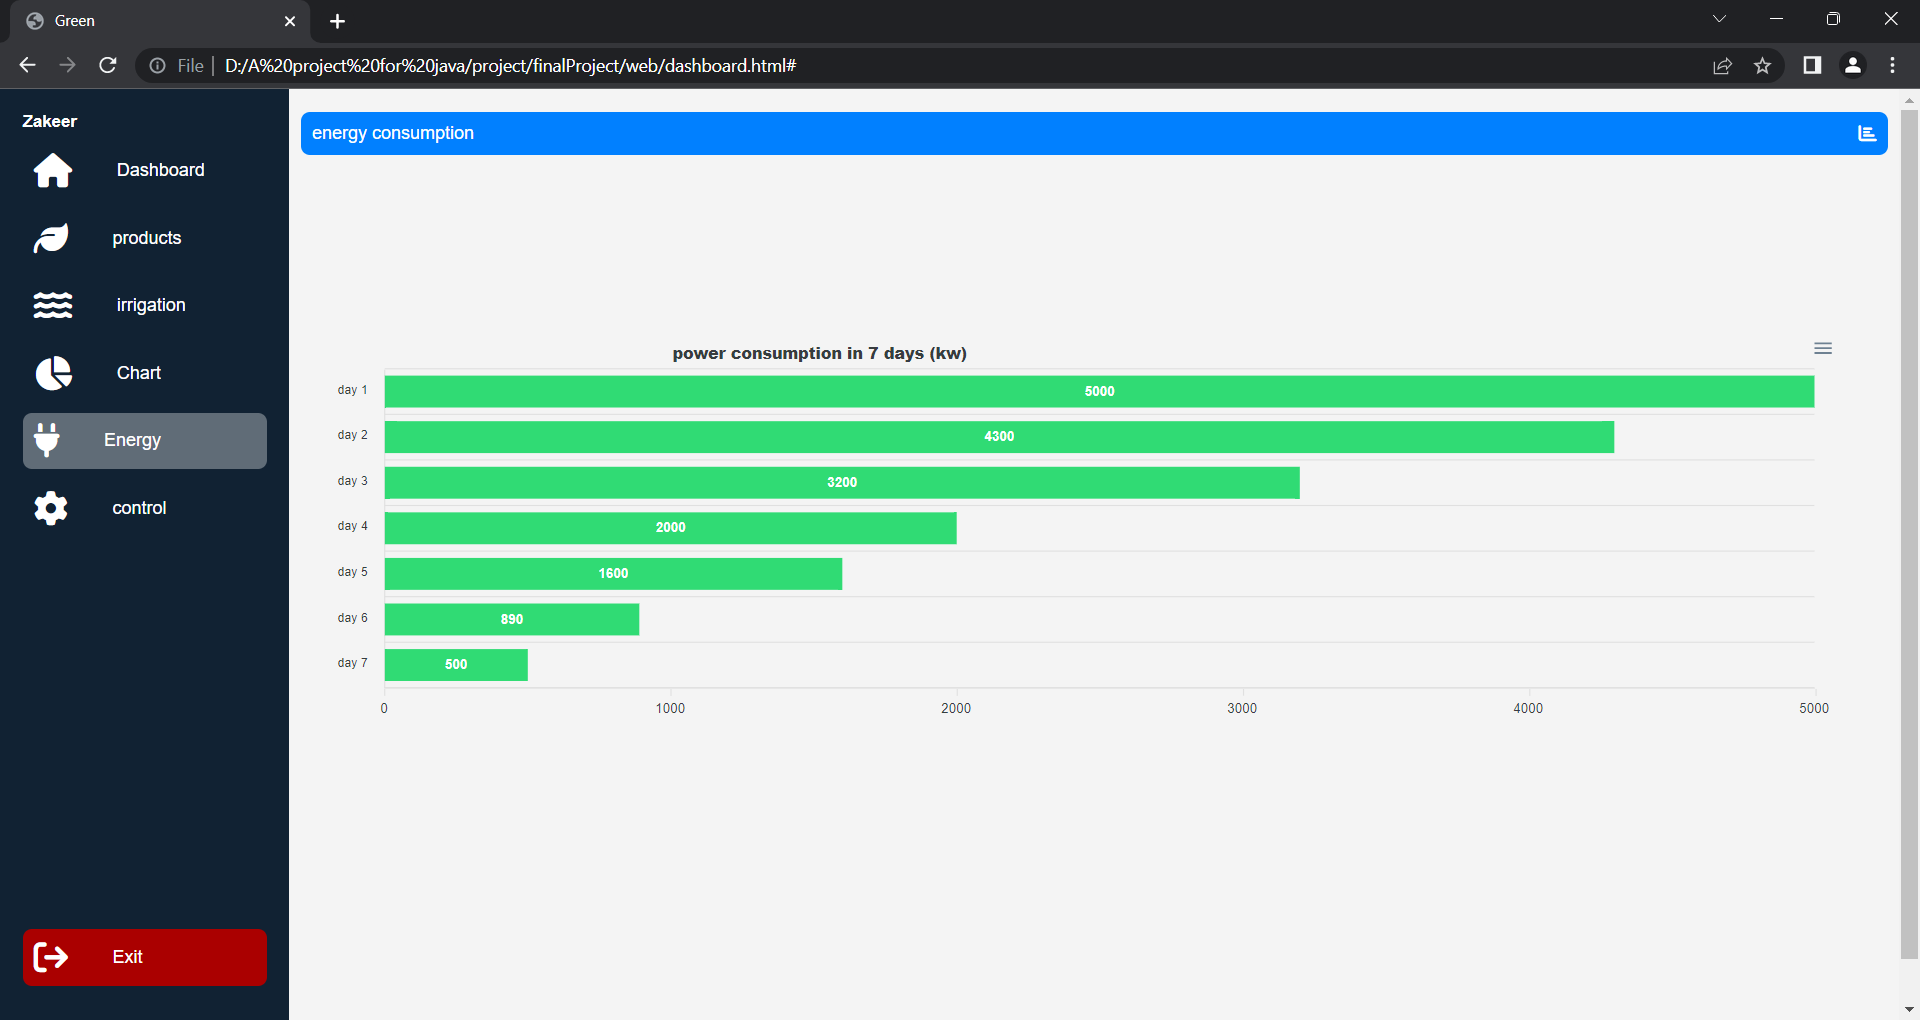 Green
File
D:/A%20project%20for%20java/project/finalProject/web/dashboard.html#
Zakeer
Dashboard
products
irrigation
Chart
Energy
control
Exit
energy consumption
power consumption in 7 days (kw)
day 1 5000
day 2 4300
day 3 3200
day 4 2000
day 5 1600
day 6 890
day 7 500
0 1000 2000 3000 4000 5000